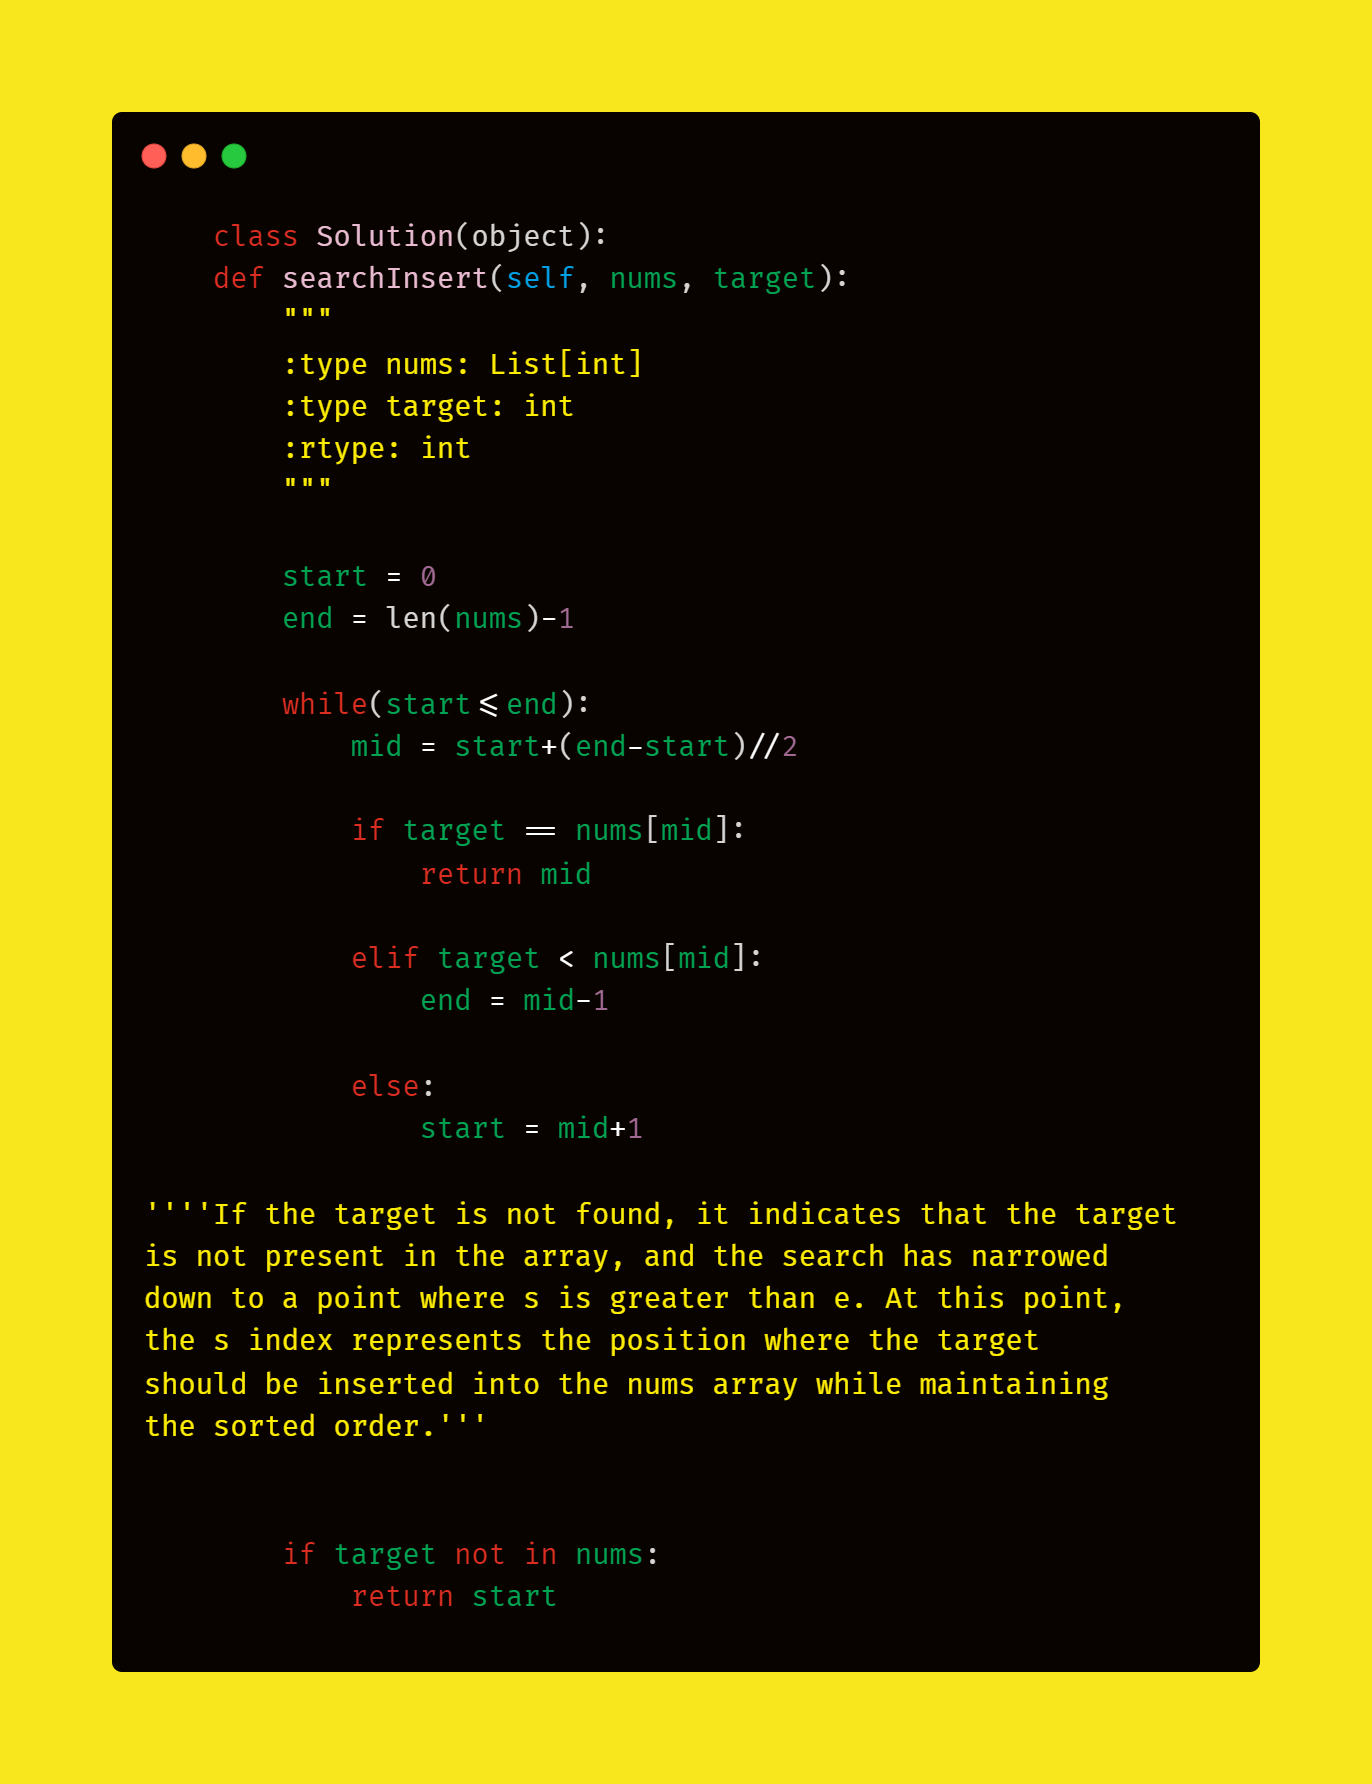 class Solution(object):
def searchInsert(self, nums, target):
"""
:type nums: List[int]
:type target: int
:rtype: int
"""
start = 0
end = len(nums)-1
while(start<=end):
mid = start+(end-start)//2
if target == nums[mid]:
return mid
elif target < nums[mid]:
end = mid-1
else:
start = mid+1
''''If the target is not found, it indicates that the target
is not present in the array, and the search has narrowed
down to a point where s is greater than e. At this point,
the s index represents the position where the target
should be inserted into the nums array while maintaining
the sorted order.'''
if target not in nums:
return start